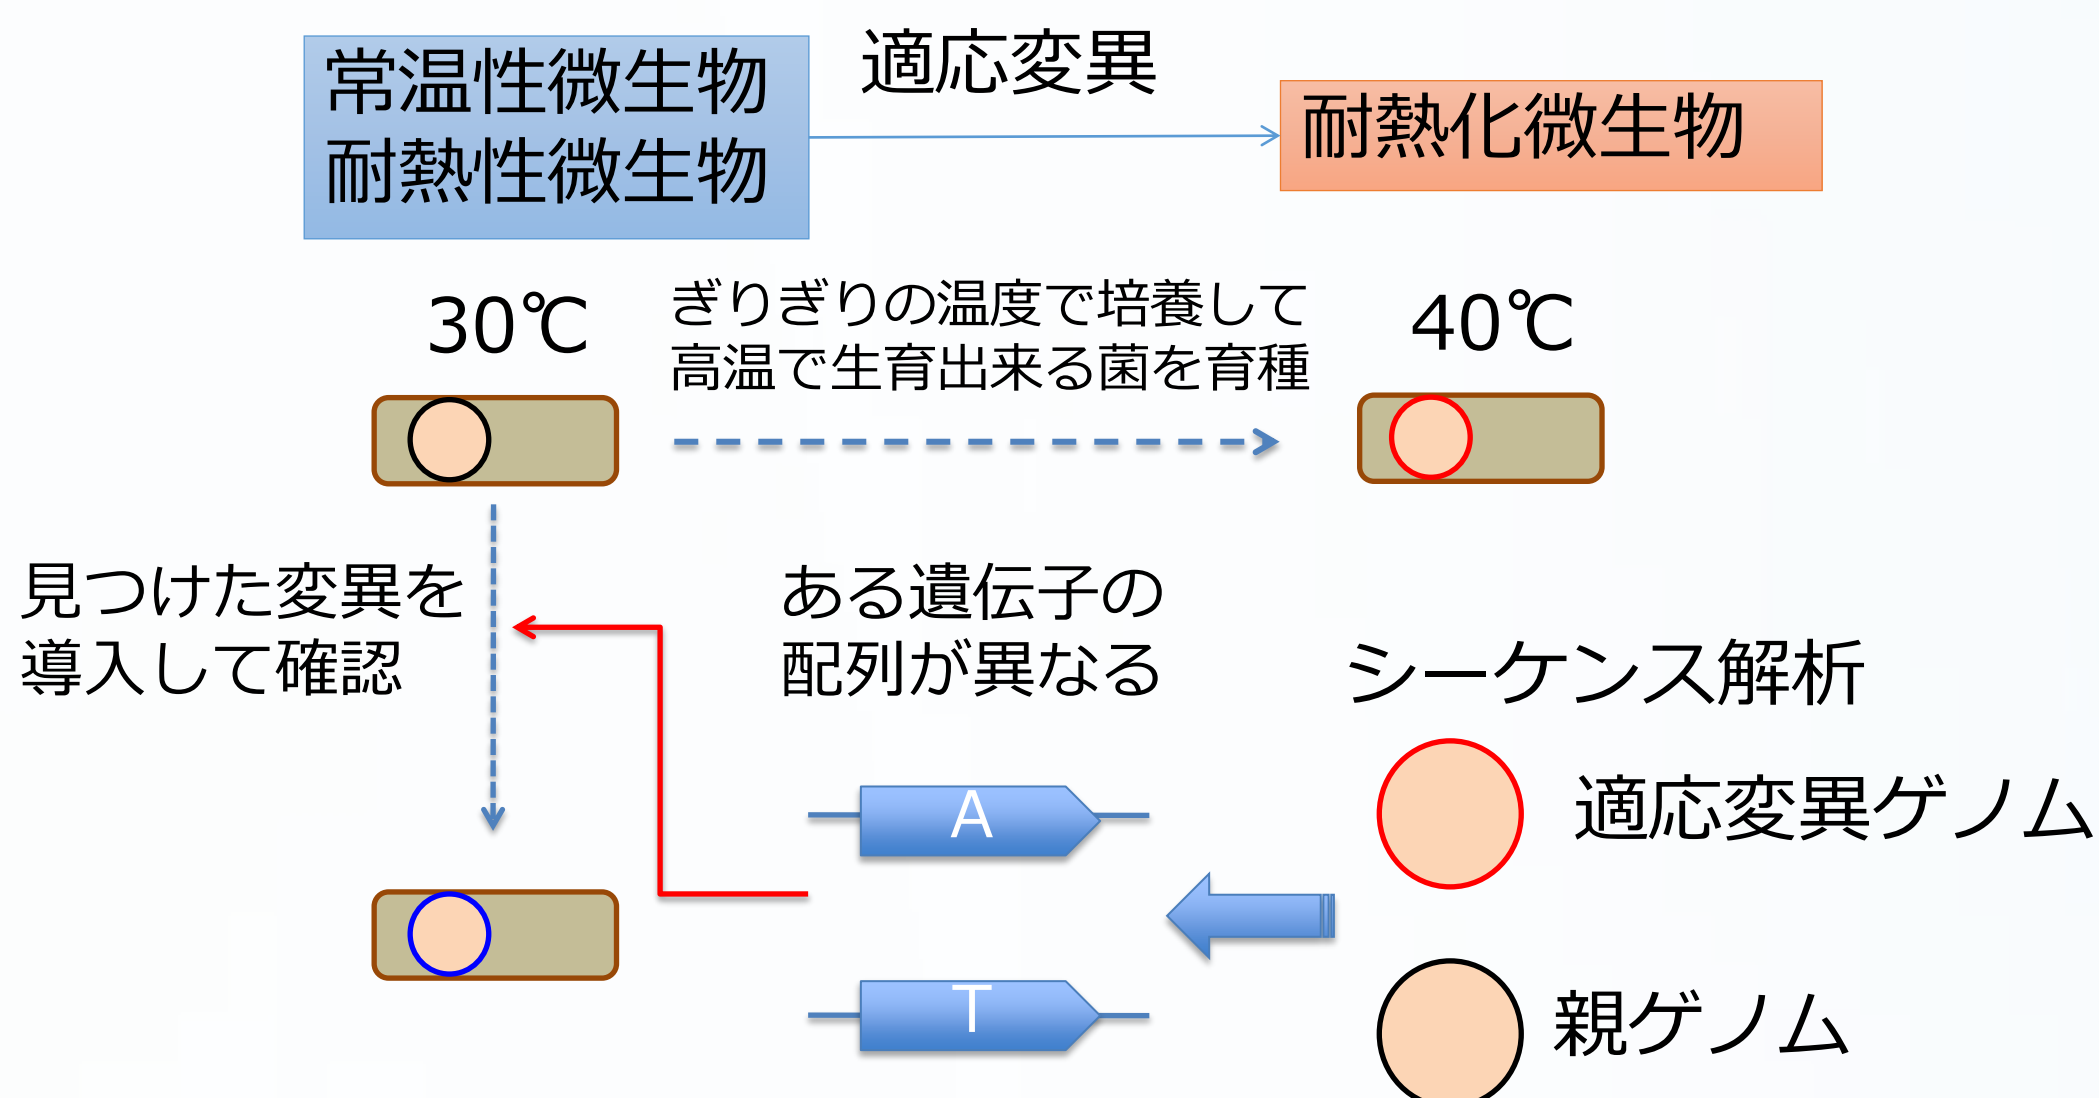 常温性微生物
耐熱性微生物
適応変異
耐熱化微生物
30℃
ぎりぎりの温度で培養して
高温で生育出来る菌を育種
40℃
見つけた変異を
導入して確認
ある遺伝子の
配列が異なる
シーケンス解析
A
適応変異ゲノム
T
親ゲノム